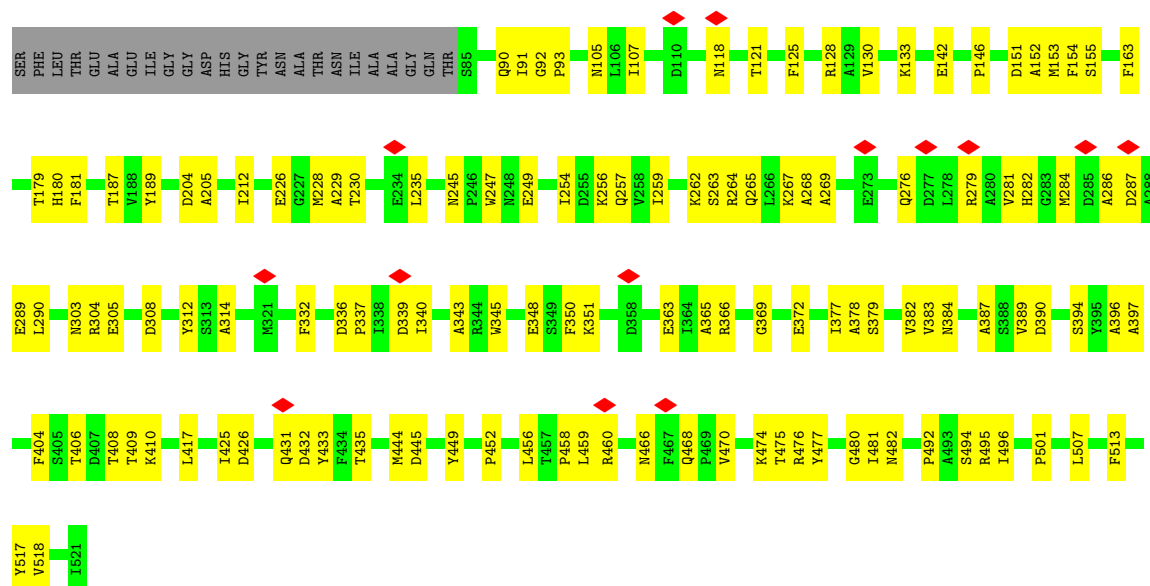 SER PHE LEU THR GLU ALA ALA GLU ILE GLY GLY ASP HIS GLY TYR ASN ALA THR ASN ILE ALA ALA GLY GLN THR S85 Q90 I91 G92 P93 N105 L106 I107 D110 N118 T121 F125 R128 A129 V130 K133 E142 P146 D151 A152 M153 F154 S155 F163
T179 H180 F181 T187 V188 Y189 D204 A205 I212 E226 G227 M228 A229 T230 E234 L235 N245 P246 W247 N248 E249 I254 D255 K256 Q257 V258 I259 K262 S263 R264 Q265 L266 K267 A268 A269 E273 Q276 D277 L278 R279 A280 V281 H282 G283 M284 D285 A286 D287 A288
E289 L290 N303 R304 E305 D308 Y312 S313 A314 M321 F332 D336 P337 I338 D339 I340 A343 R344 W345 E348 S349 F350 K351 D358 E363 I364 A365 R366 G369 E372 I377 A378 S379 V382 V383 N384 A387 S388 V389 D390 S394 Y395 A396 A397
F404 S405 T406 D407 T408 T409 K410 L417 I425 D426 Q431 D432 Y433 F434 T435 M444 D445 Y449 P452 L456 T457 P458 L459 R460 N466 F467 Q468 P469 V470 K474 T475 R476 Y477 G480 I481 N482 P492 A493 S494 R495 I496 P501 L507 F513
Y517 V518 I521